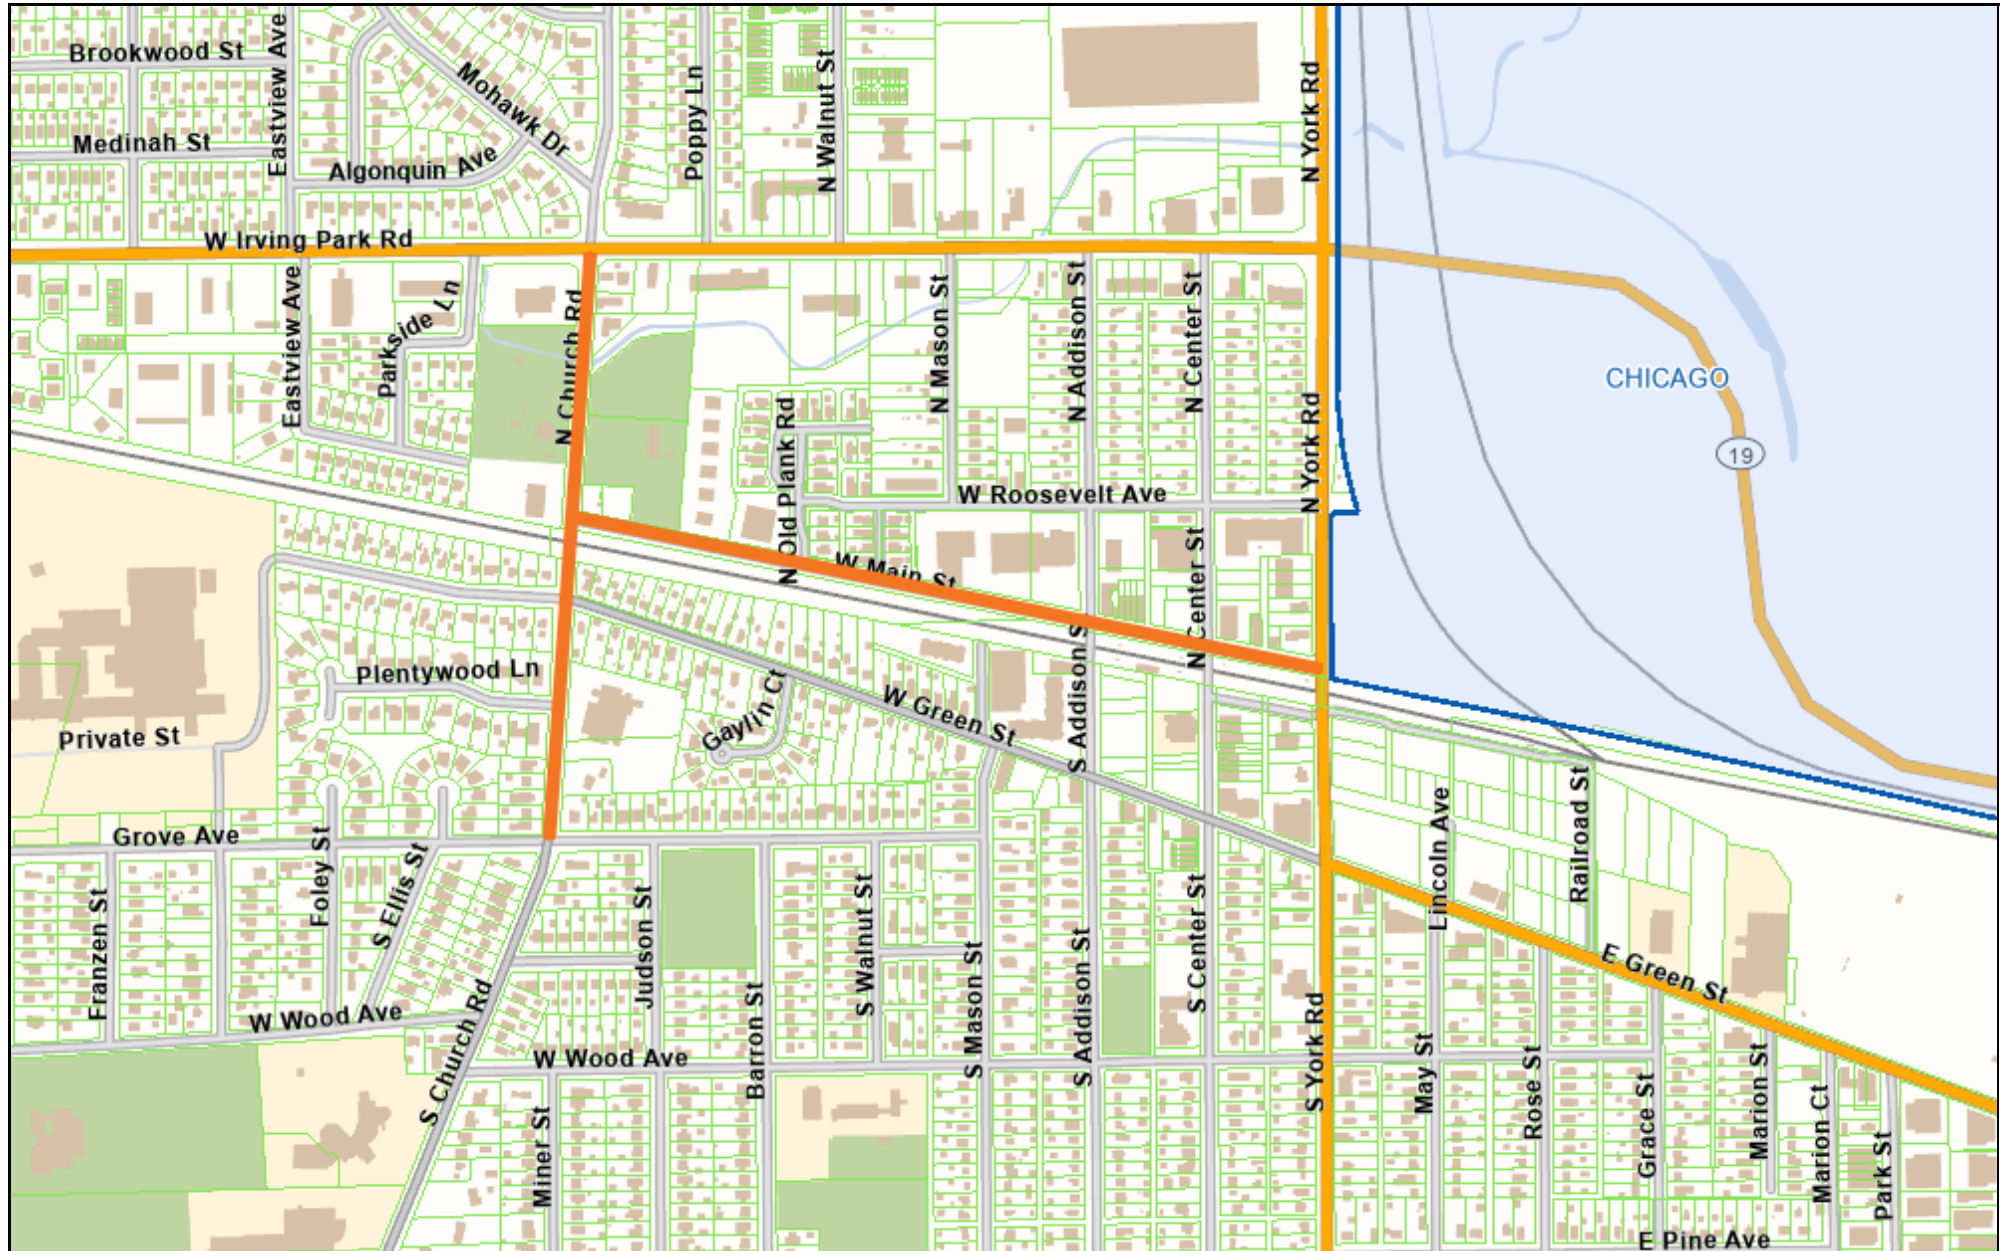 Brookwood St
Eastview Ave
Mohawk Dr
Poppy Ln
N Walnut St
N York Rd
Medinah St
Algonquin Ave
W Irving Park Rd
Eastview Ave
Parkside Ln
N Church Rd
N Mason St
N Addison St
N Center St
N York Rd
CHICAGO
19
N Old Plank Rd
W Roosevelt Ave
W Main St
N Center St
Plentywood Ln
Gaylin Ct
W Green St
S Addison S
Private St
Grove Ave
Foley St
S Ellis St
Lincoln Ave
Railroad St
Franzen St
Judson St
S Walnut St
S Mason St
S Addison St
S Center St
S York Rd
E Green St
W Wood Ave
S Church Rd
W Wood Ave
Barron St
Miner St
May St
Rose St
Grace St
Marion St
Marion Ct
Park St
E Pine Ave